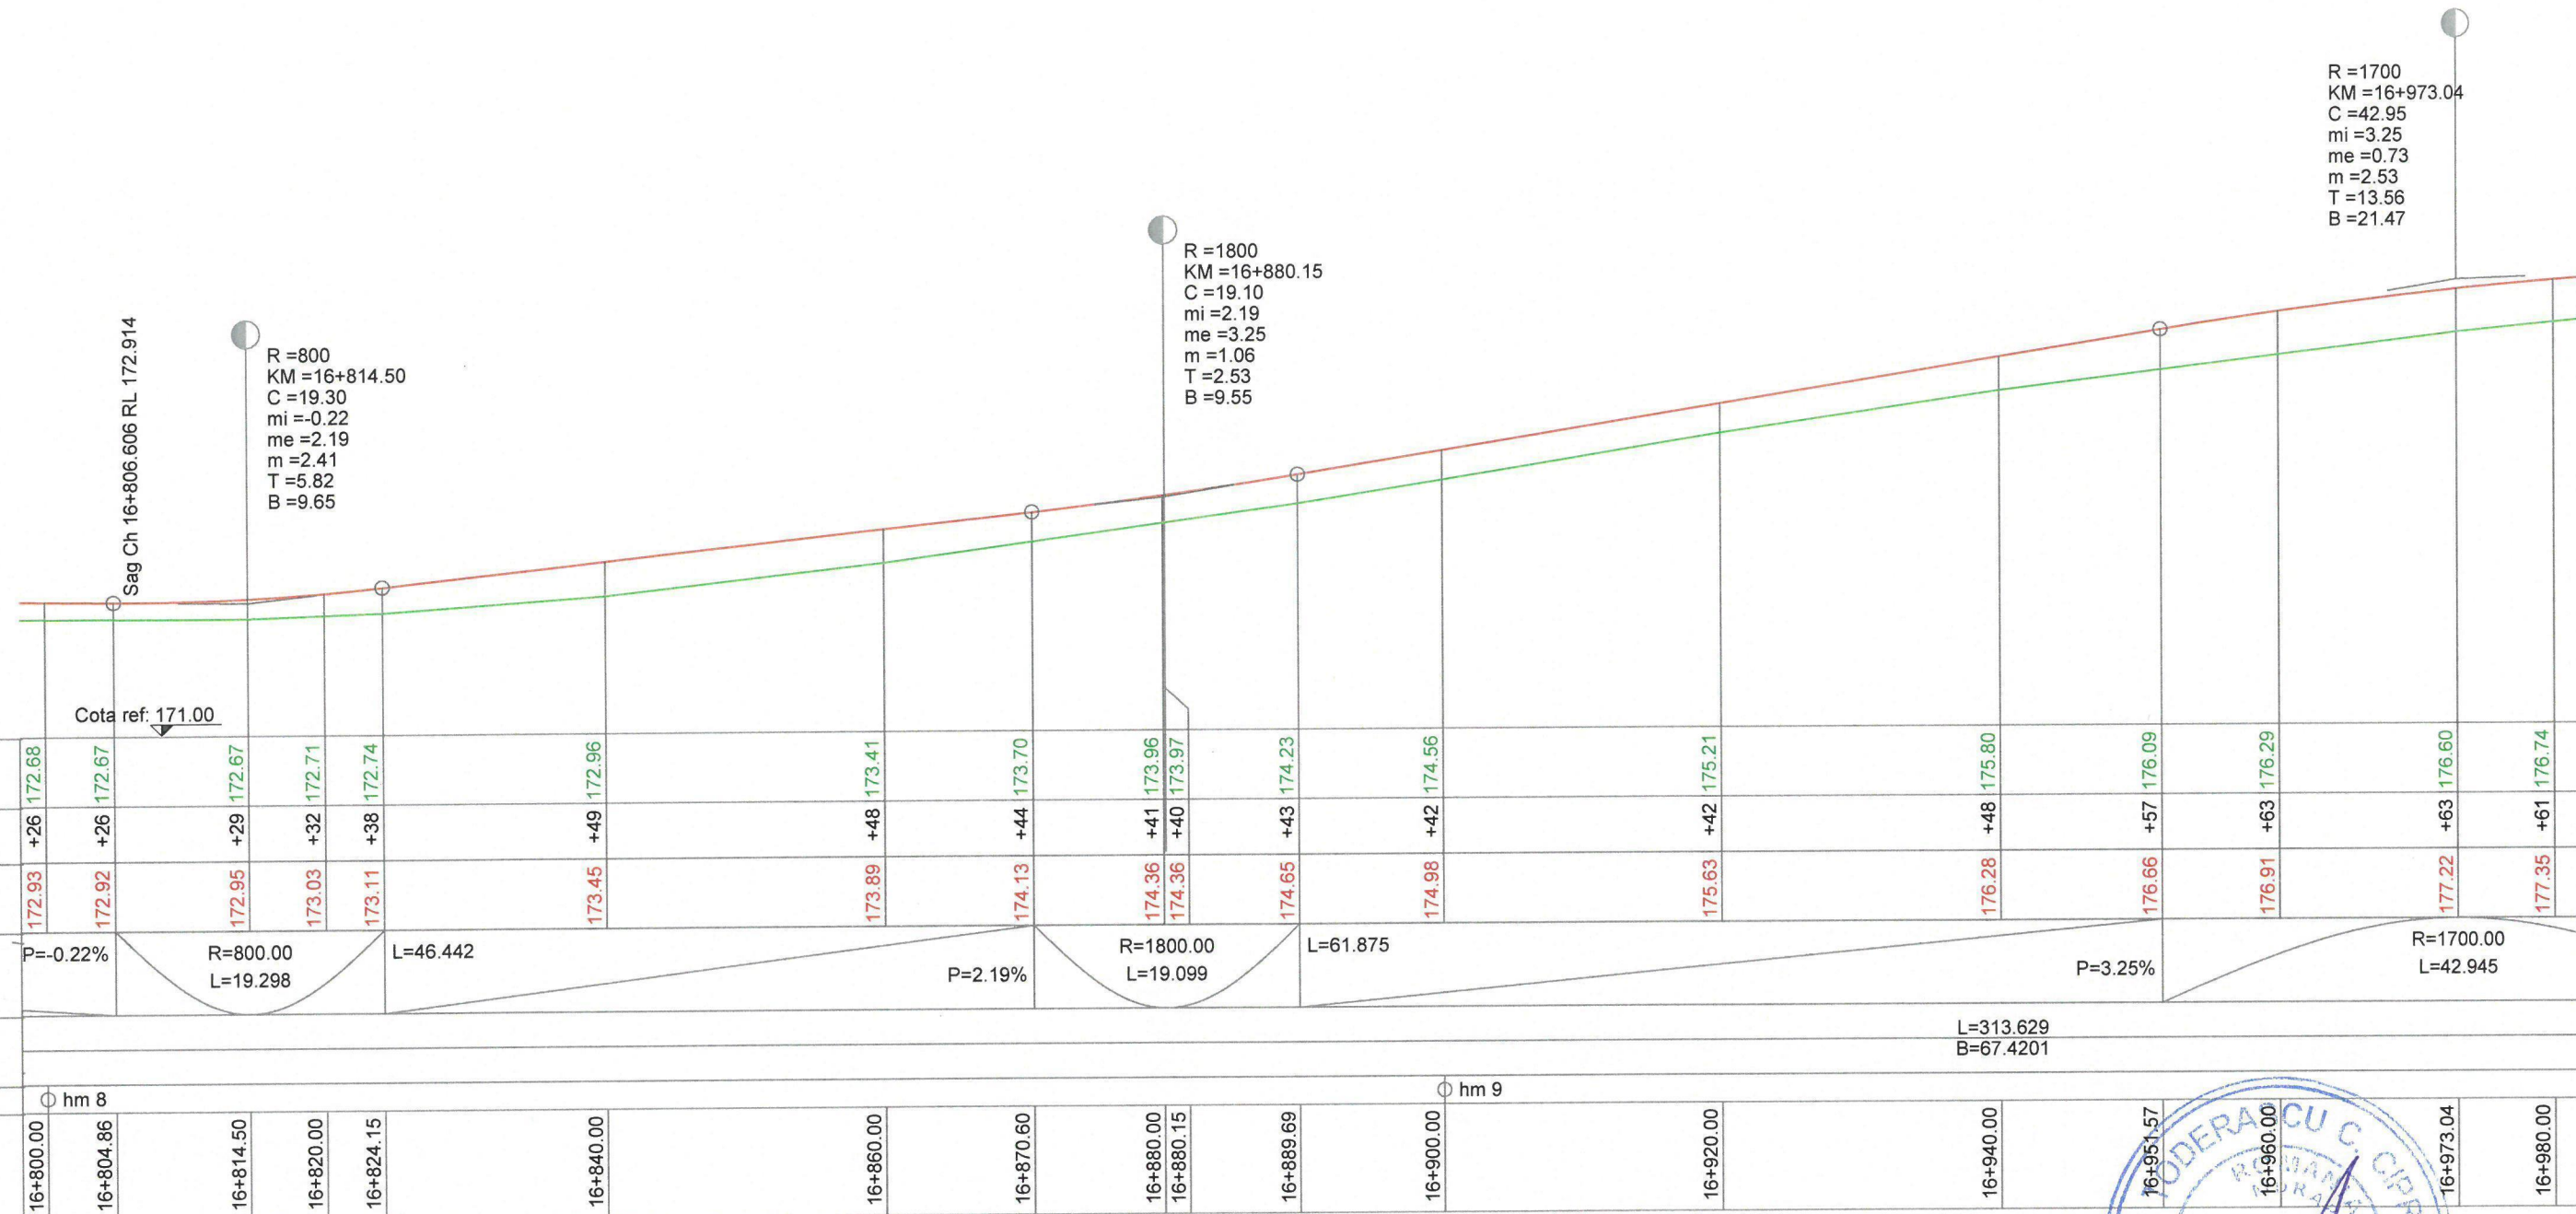 R =1700
KM =16+973.04
C =42.95
mi =3.25
me =0.73
m =2.53
T =13.56
B =21.47
R =1800
KM =16+880.15
C =19.10
mi =2.19
me =3.25
m =1.06
T =2.53
B =9.55
Sag Ch 16+806.606 RL 172.914
R =800
KM =16+814.50
C =19.30
mi =-0.22
me =2.19
m =2.41
T =5.82
B =9.65
Cota ref: 171.00
172.68 172.67 172.67 172.71 172.74 172.96 173.41 173.70 173.96 173.97 174.23 174.56 175.21 175.80 176.09 176.29 176.60 176.74
+26 +26 +29 +32 +38 +49 +48 +44 +41 +40 +43 +42 +42 +48 +57 +63 +63 +61
172.93 172.92 172.95 173.03 173.11 173.45 173.89 174.13 174.36 174.36 174.65 174.98 175.63 176.28 176.66 176.91 177.22 177.35
P=-0.22%
R=800.00
L=19.298
L=46.442
P=2.19%
R=1800.00
L=19.099
L=61.875
P=3.25%
R=1700.00
L=42.945
L=313.629
B=67.4201
hm 8
hm 9
16+800.00 16+804.86 16+814.50 16+820.00 16+824.15 16+840.00 16+860.00 16+870.60 16+880.00 16+880.15 16+889.69 16+900.00 16+920.00 16+940.00 16+951.57 16+960.00 16+973.04 16+980.00
TODERAȘCU C. CIPR